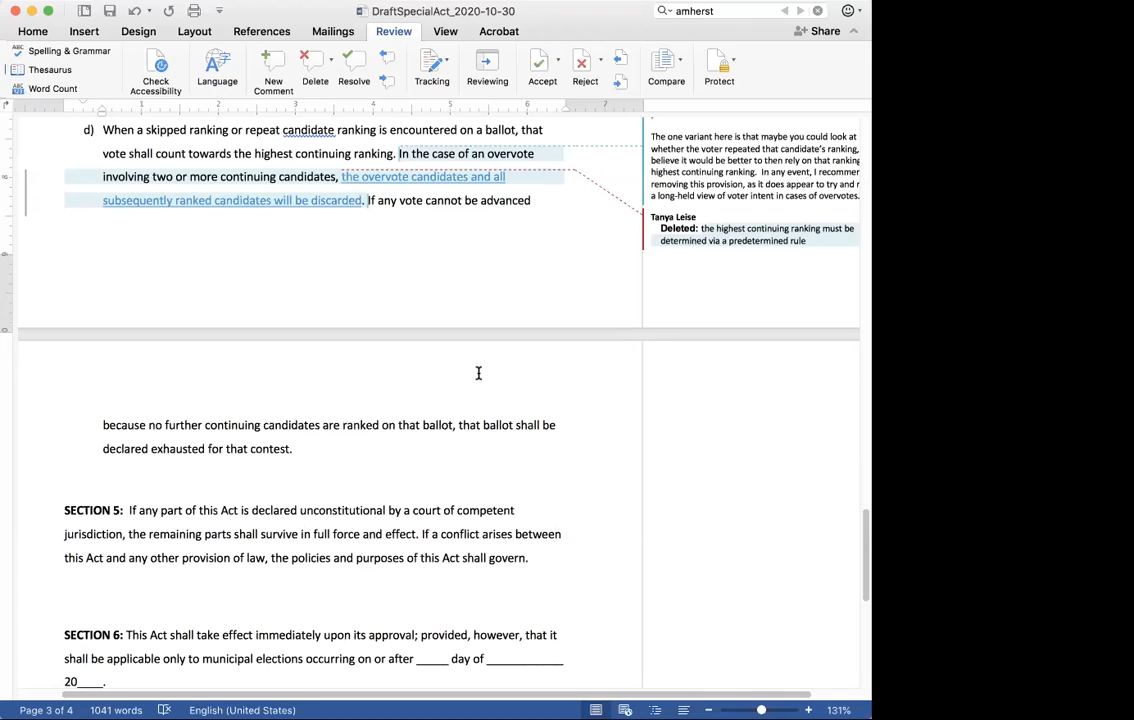 DraftSpecialAct_2020-10-30
amherst
Home Insert Design Layout References Mailings Review View Acrobat
Share
Spelling & Grammar
Thesaurus
Word Count
Check Accessibility
Language
New Comment
Delete
Resolve
Tracking
Reviewing
Accept
Reject
Compare
Protect
1 2 3 4 5 6 7
8
9
d) When a skipped ranking or repeat candidate ranking is encountered on a ballot, that
vote shall count towards the highest continuing ranking. In the case of an overvote
involving two or more continuing candidates, the overvote candidates and all
subsequently ranked candidates will be discarded. If any vote cannot be advanced
The one variant here is that maybe you could look at
whether the voter repeated that candidate's ranking,
believe it would be better to then rely on that ranking
highest continuing ranking. In any event, I recommer
removing this provision, as it does appear to try and r
a long-held view of voter intent in cases of overvotes.
Tanya Leise
Deleted: the highest continuing ranking must be
determined via a predetermined rule
because no further continuing candidates are ranked on that ballot, that ballot shall be
declared exhausted for that contest.
SECTION 5: If any part of this Act is declared unconstitutional by a court of competent
jurisdiction, the remaining parts shall survive in full force and effect. If a conflict arises between
this Act and any other provision of law, the policies and purposes of this Act shall govern.
SECTION 6: This Act shall take effect immediately upon its approval; provided, however, that it
shall be applicable only to municipal elections occurring on or after _____ day of ____________
20____.
Page 3 of 4 1041 words English (United States) 131%